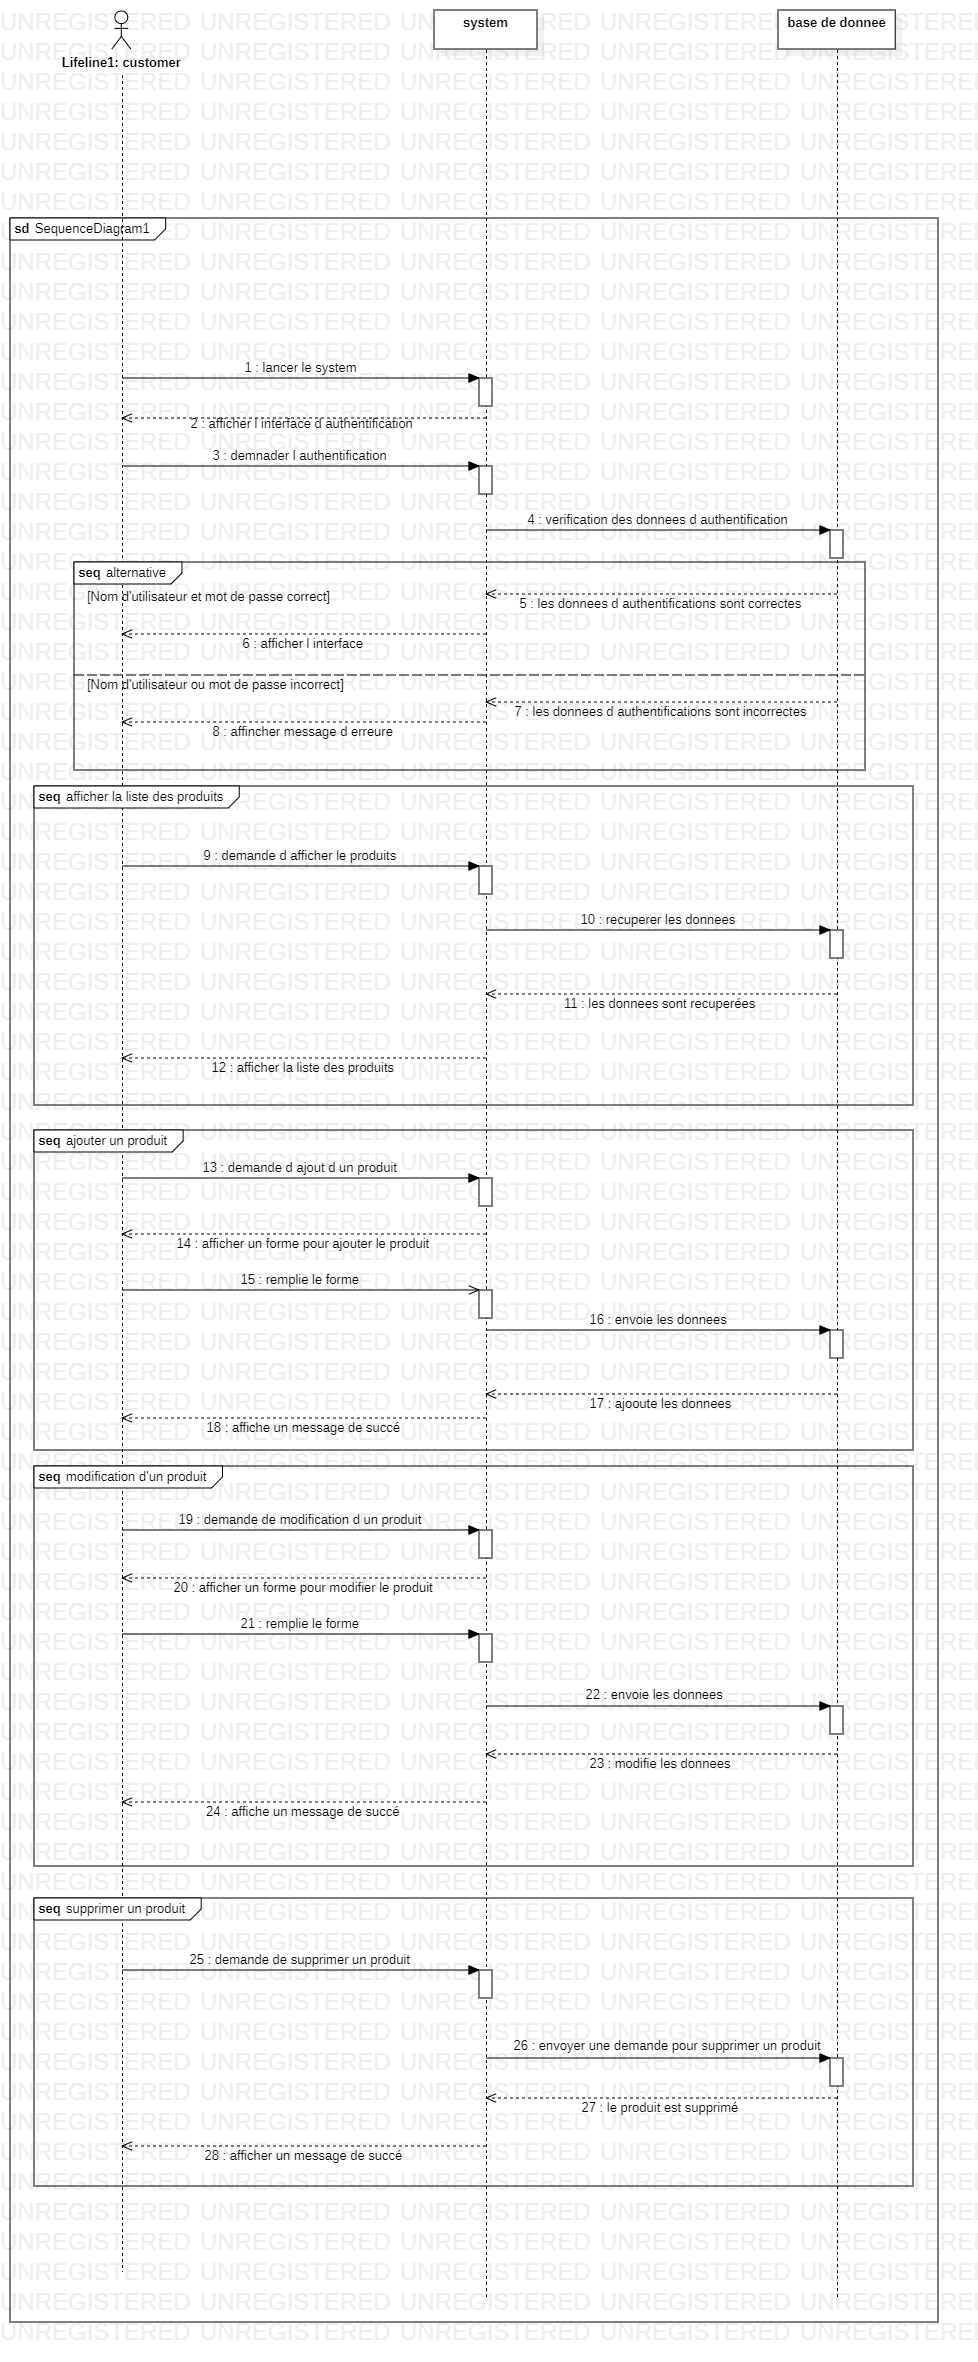 system
base de donnee
Lifeline1: customer
sd SequenceDiagram1
1 : lancer le system
2 : afficher l interface d authentification
3 : demnader l authentification
4 : verification des donnees d authentification
seq alternative
[Nom d'utilisateur et mot de passe correct]
5 : les donnees d authentifications sont correctes
6 : afficher l interface
[Nom d'utilisateur ou mot de passe incorrect]
7 : les donnees d authentifications sont incorrectes
8 : affincher message d erreure
seq afficher la liste des produits
9 : demande d afficher le produits
10 : recuperer les donnees
11 : les donnees sont recuperées
12 : afficher la liste des produits
seq ajouter un produit
13 : demande d ajout d un produit
14 : afficher un forme pour ajouter le produit
15 : remplie le forme
16 : envoie les donnees
17 : ajooute les donnees
18 : affiche un message de succé
seq modification d'un produit
19 : demande de modification d un produit
20 : afficher un forme pour modifier le produit
21 : remplie le forme
22 : envoie les donnees
23 : modifie les donnees
24 : affiche un message de succé
seq supprimer un produit
25 : demande de supprimer un produit
26 : envoyer une demande pour supprimer un produit
27 : le produit est supprimé
28 : afficher un message de succé
UNREGISTERED